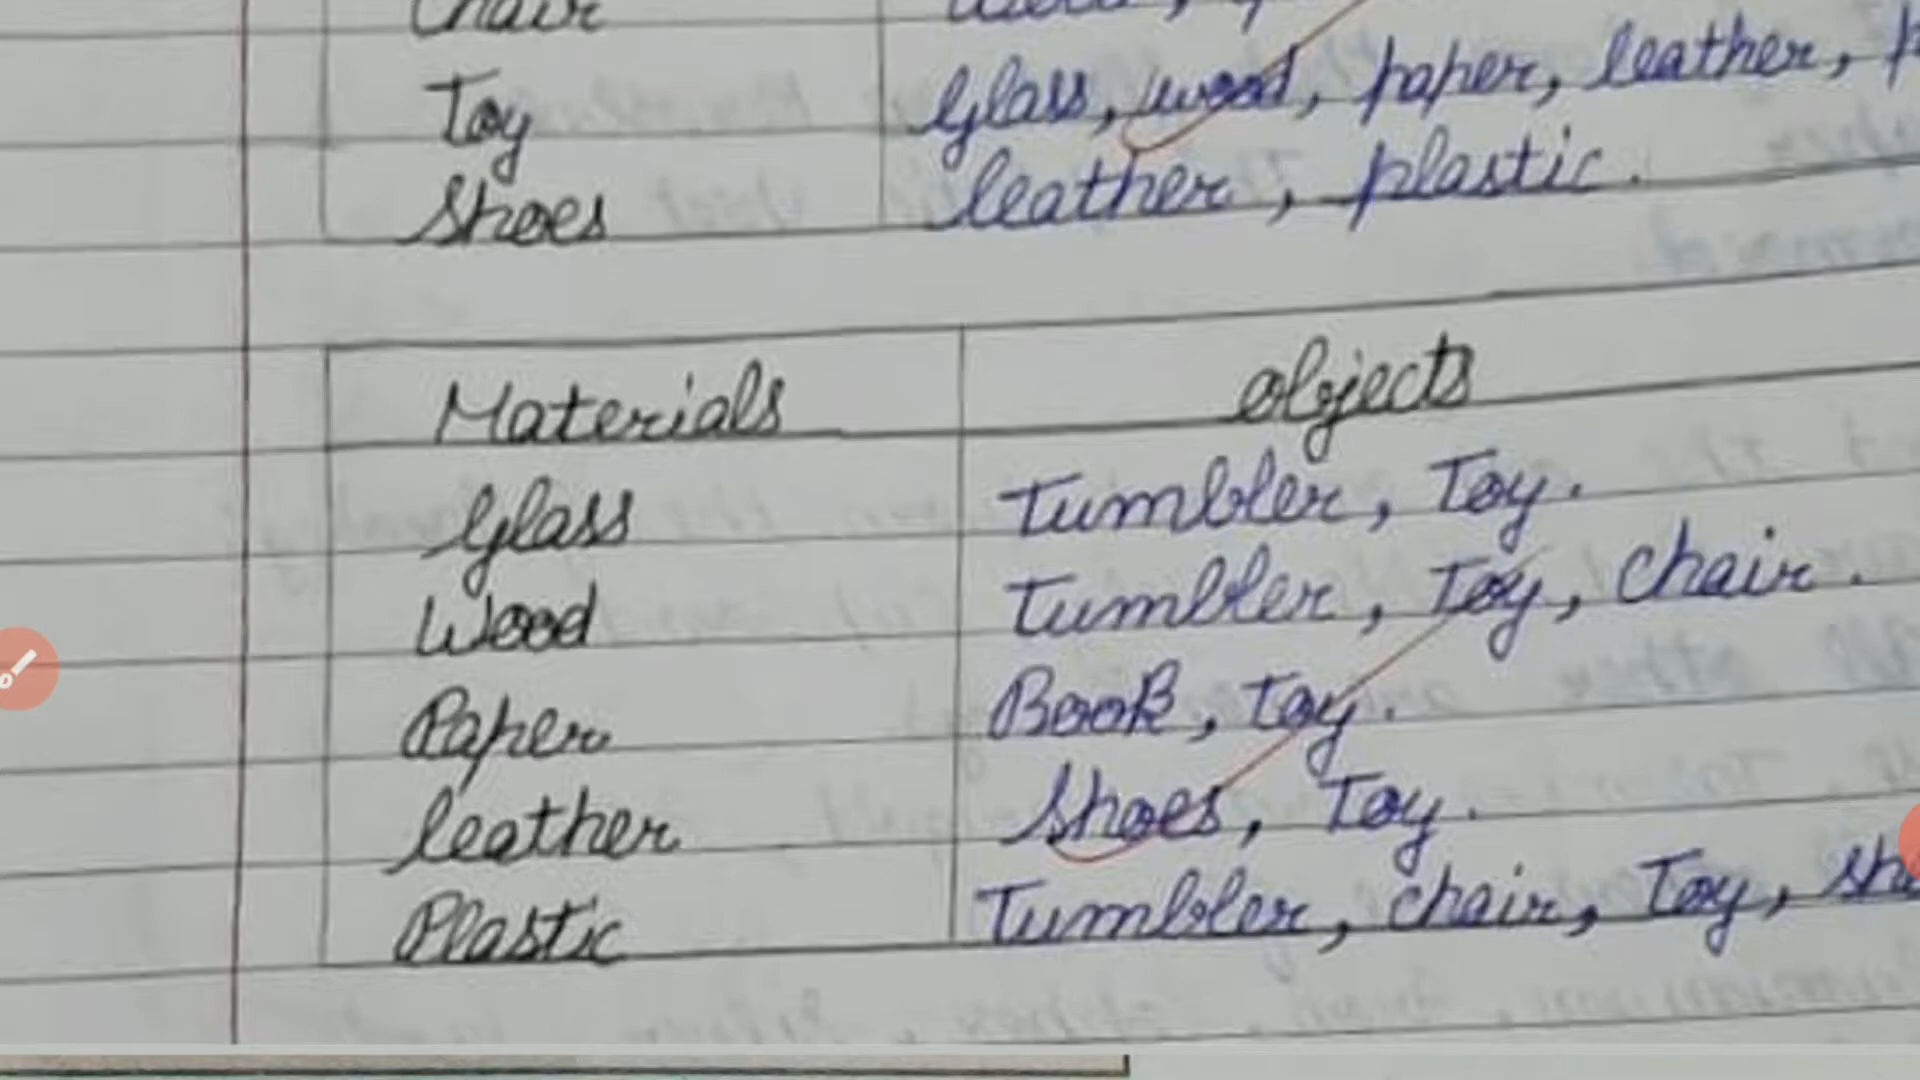 Chair
Toy Glass, wood, paper, leather,
Shoes leather, plastic.
Materials objects
Glass Tumbler, Toy.
Wood Tumbler, Toy, chair.
Paper Book, toy.
leather Shoes, Toy.
Plastic Tumbler, chair, Toy,